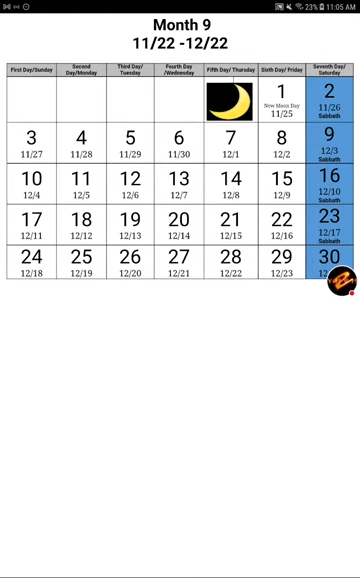 23% 11:05 AM
Month 9
11/22 -12/22
First Day/Sunday Second Day/Monday Third Day/ Tuesday Fourth Day /Wednesday Fifth Day/ Thursday Sixth Day/ Friday Seventh Day/ Saturday
1 2
New Moon Day
11/25 11/26
Sabbath
3 4 5 6 7 8 9
11/27 11/28 11/29 11/30 12/1 12/2 12/3
Sabbath
10 11 12 13 14 15 16
12/4 12/5 12/6 12/7 12/8 12/9 12/10
Sabbath
17 18 19 20 21 22 23
12/11 12/12 12/13 12/14 12/15 12/16 12/17
Sabbath
24 25 26 27 28 29 30
12/18 12/19 12/20 12/21 12/22 12/23